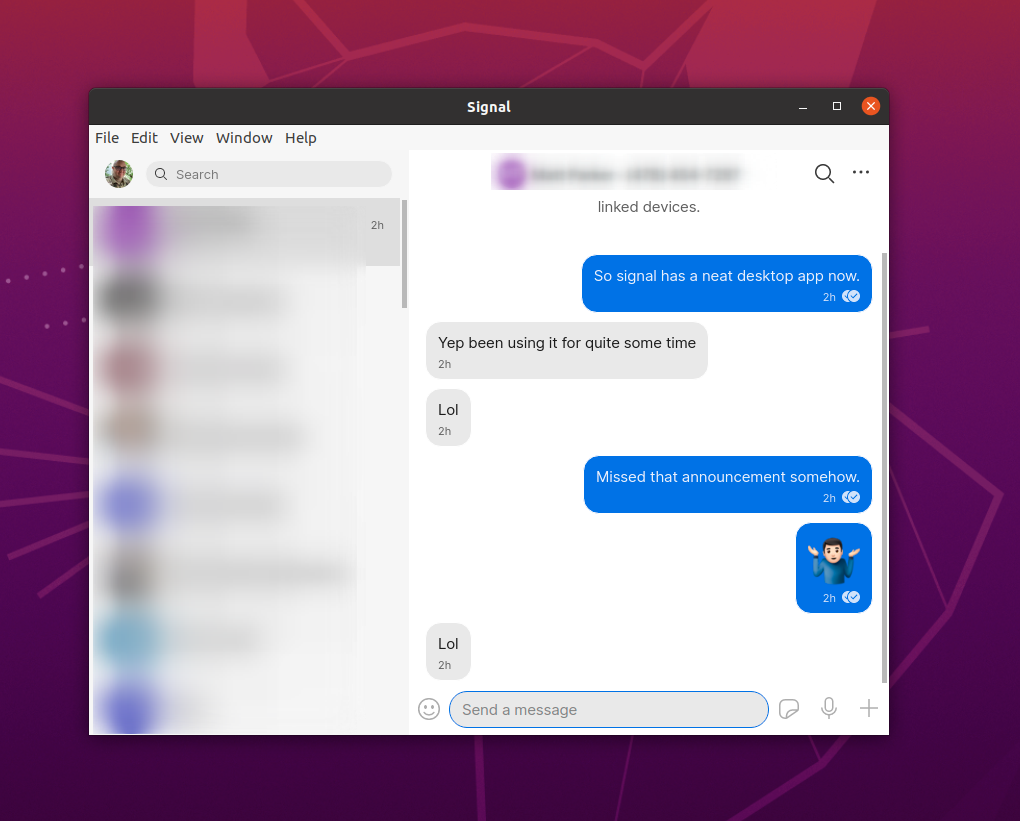 Signal
File Edit View Window Help
Search
2h
linked devices.
So signal has a neat desktop app now.
2h
Yep been using it for quite some time
2h
Lol
2h
Missed that announcement somehow.
2h
2h
Lol
2h
Send a message